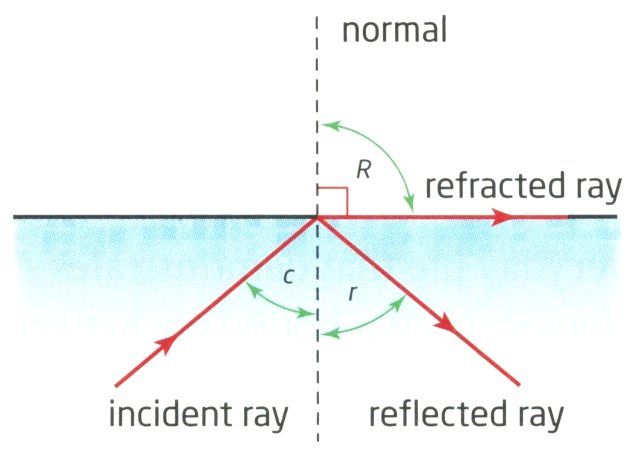 normal
R
refracted ray
c
r
incident ray
reflected ray